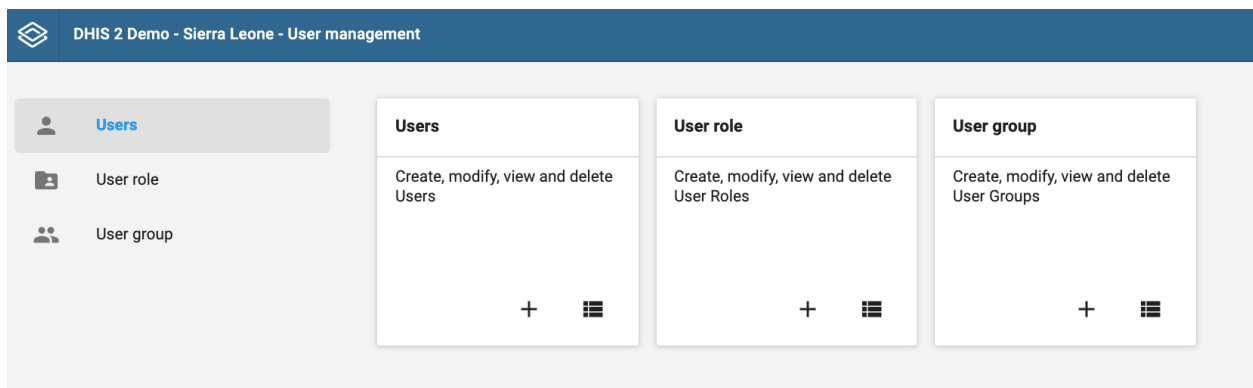 DHIS 2 Demo - Sierra Leone - User management
Users
User role
User group
Users
Create, modify, view and delete
Users
User role
Create, modify, view and delete
User Roles
User group
Create, modify, view and delete
User Groups